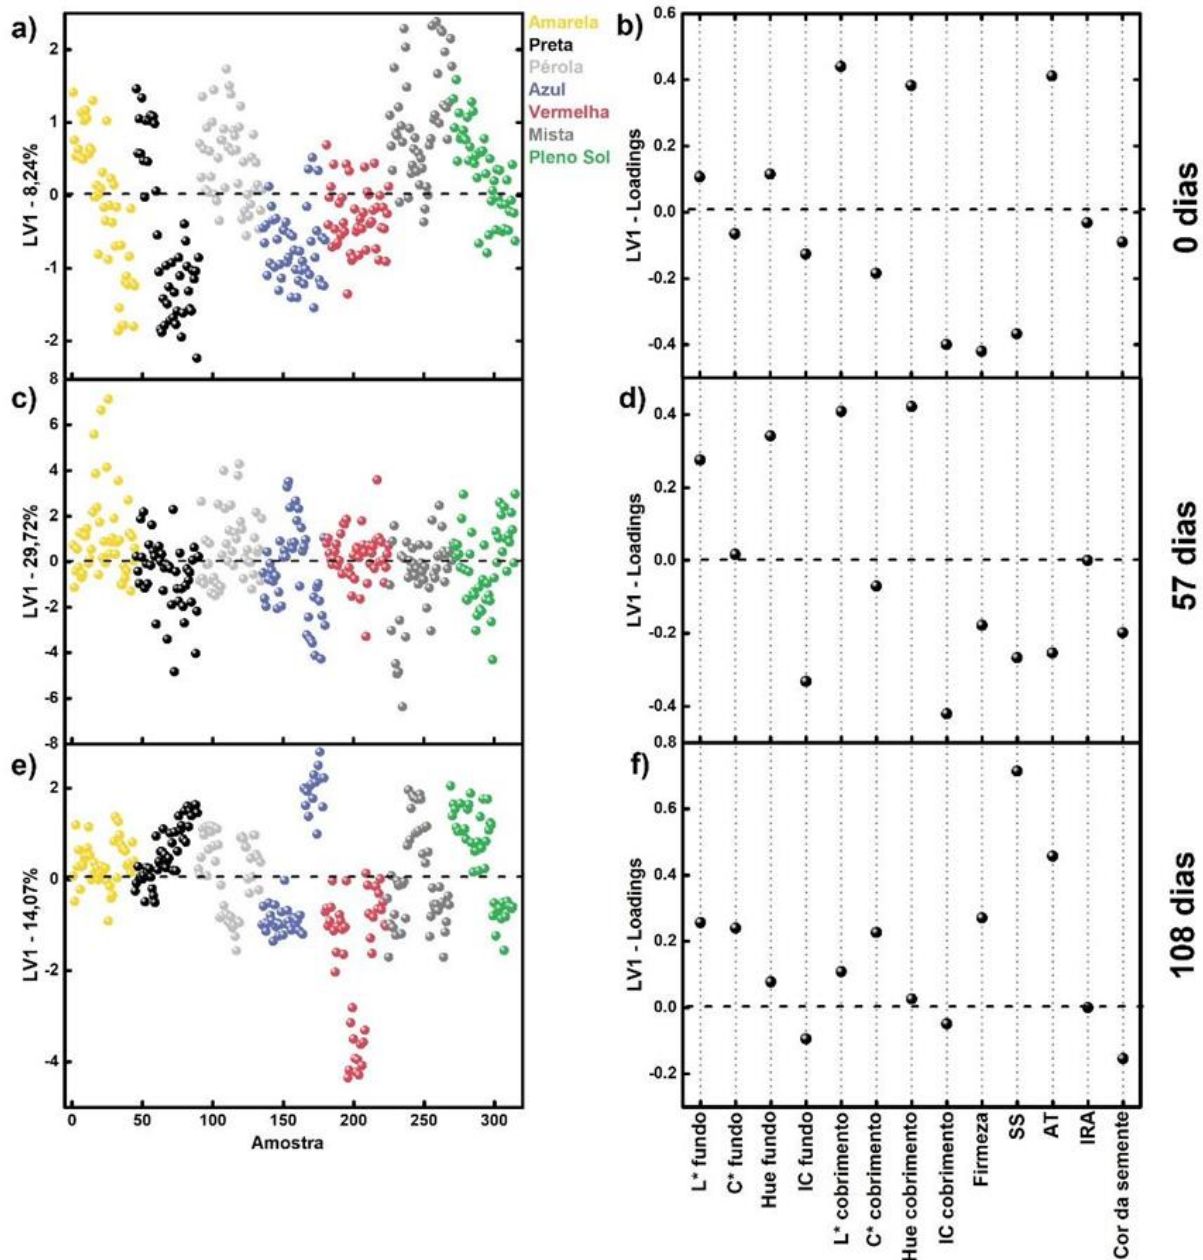 a)
LV1 - 8,24%
2
1
0
-1
-2
Amarela
Preta
Pérola
Azul
Vermelha
Mista
Pleno Sol
b)
LV1 - Loadings
0.6
0.4
0.2
0.0
-0.2
-0.4
0 dias
c)
LV1 - 29,72%
8
6
4
2
0
-2
-4
-6
-8
d)
LV1 - Loadings
0.4
0.2
0.0
-0.2
-0.4
57 dias
e)
LV1 - 14,07%
2
0
-2
-4
0 50 100 150 200 250 300
Amostra
f)
LV1 - Loadings
0.8
0.6
0.4
0.2
0.0
-0.2
108 dias
L* fundo
C* fundo
Hue fundo
IC fundo
L* cobrimento
C* cobrimento
Hue cobrimento
IC cobrimento
Firmeza
SS
AT
IRA
Cor da semente